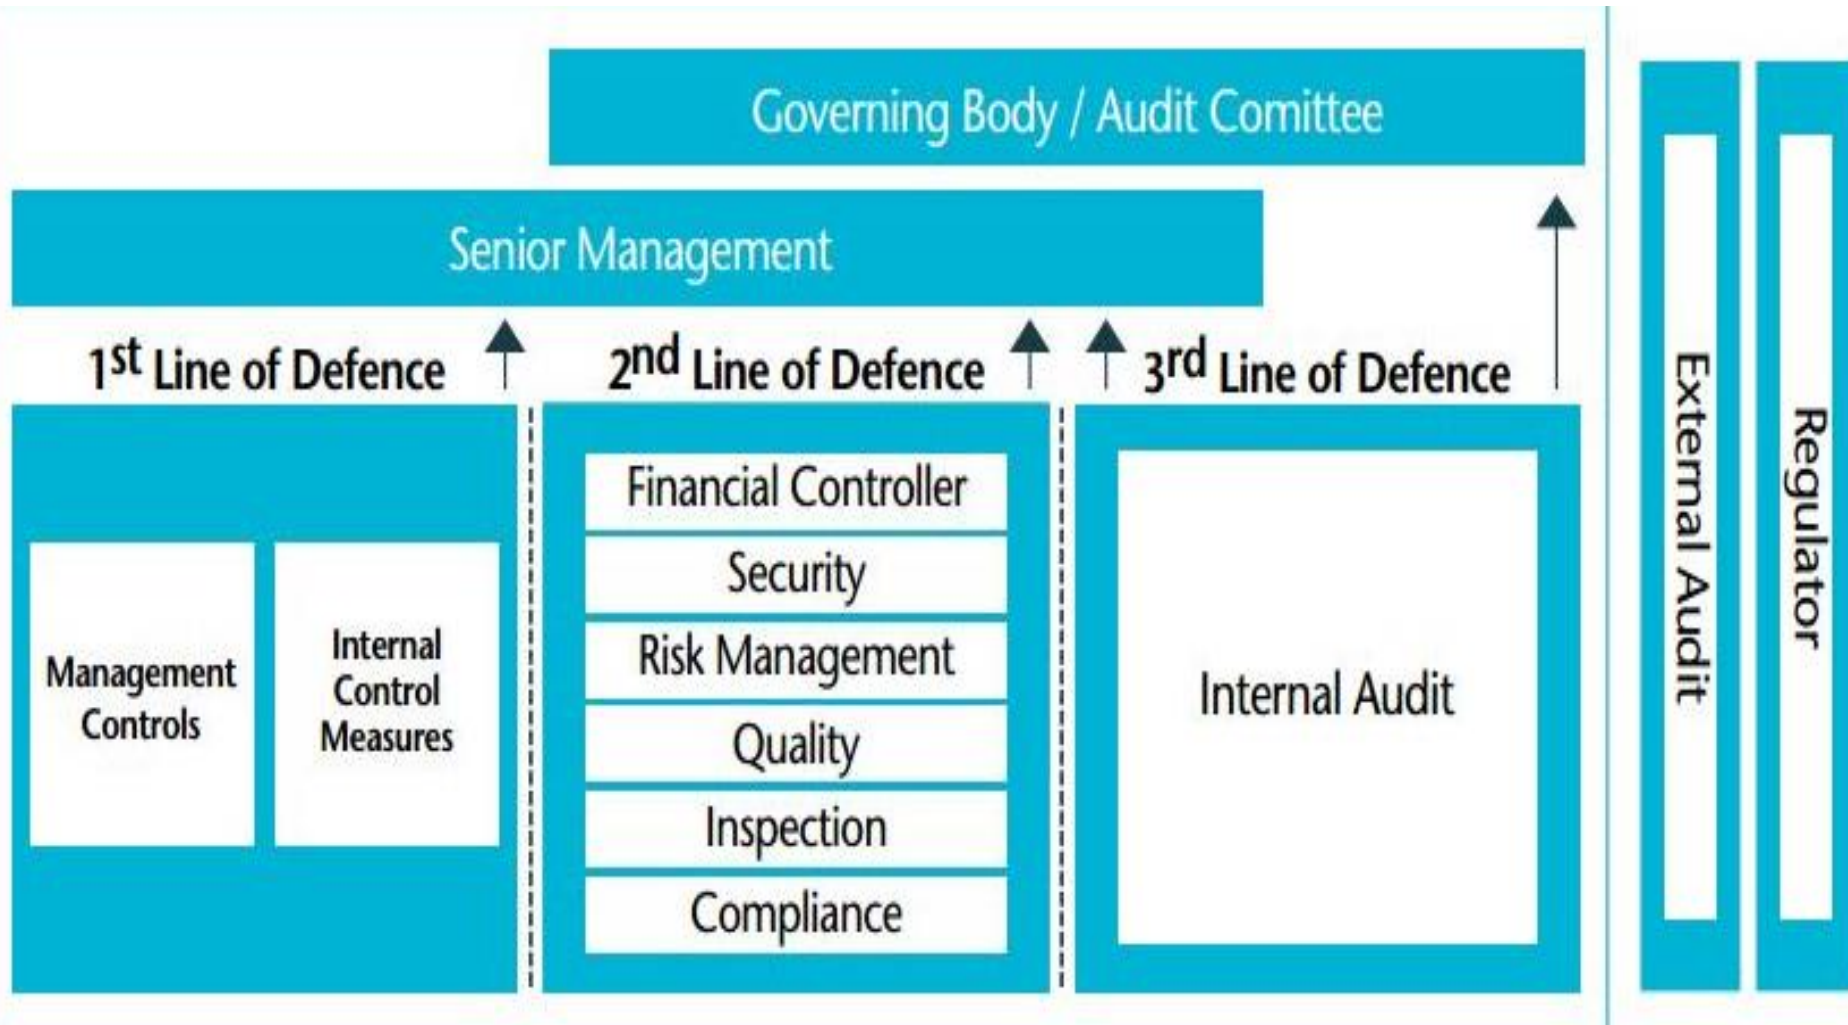 Governing Body / Audit Comittee
Senior Management
1st Line of Defence
2nd Line of Defence
3rd Line of Defence
Management
Controls
Internal
Control
Measures
Financial Controller
Security
Risk Management
Quality
Inspection
Compliance
Internal Audit
External Audit
Regulator